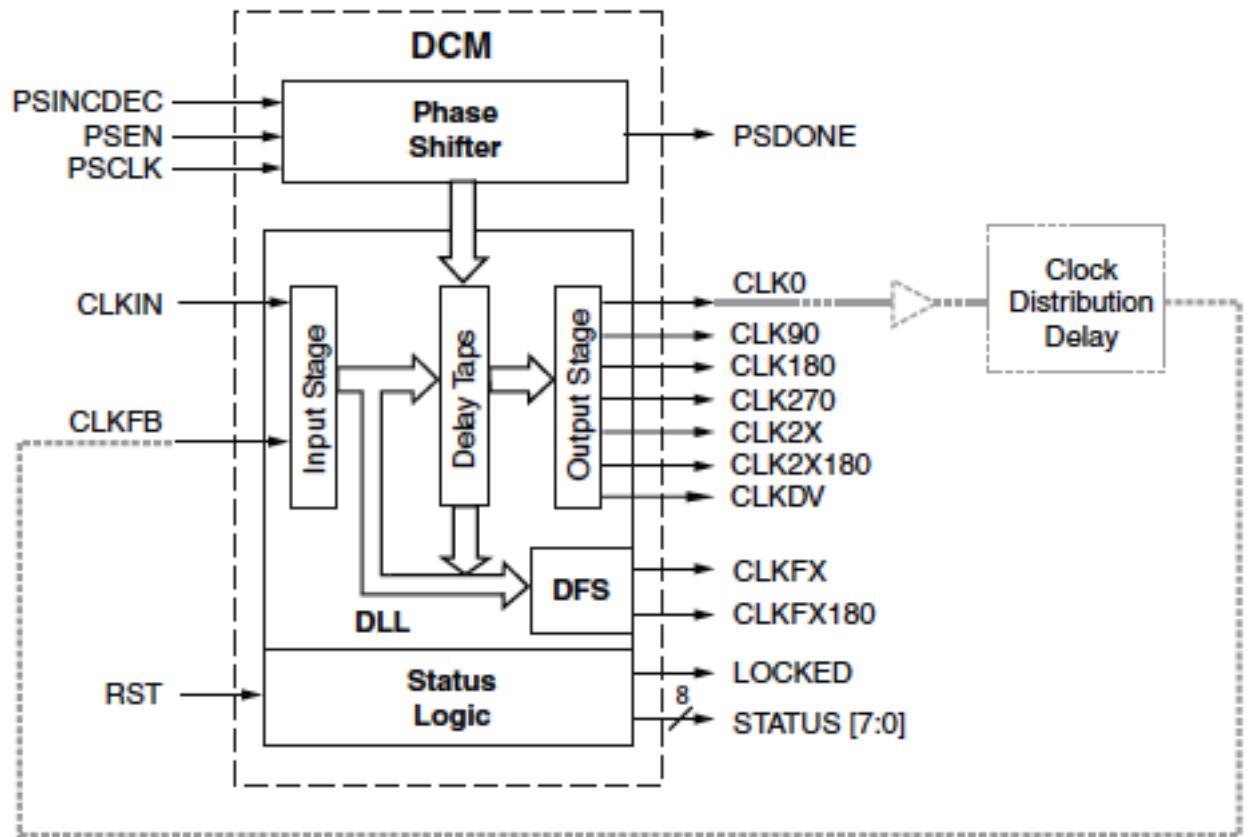 DCM
PSINCDEC
PSEN
PSCLK
Phase
Shifter
PSDONE
CLKIN
CLKFB
Input Stage
Delay Taps
Output Stage
CLK0
CLK90
CLK180
CLK270
CLK2X
CLK2X180
CLKDV
Clock
Distribution
Delay
DFS
CLKFX
CLKFX180
DLL
RST
Status
Logic
LOCKED
8
STATUS [7:0]